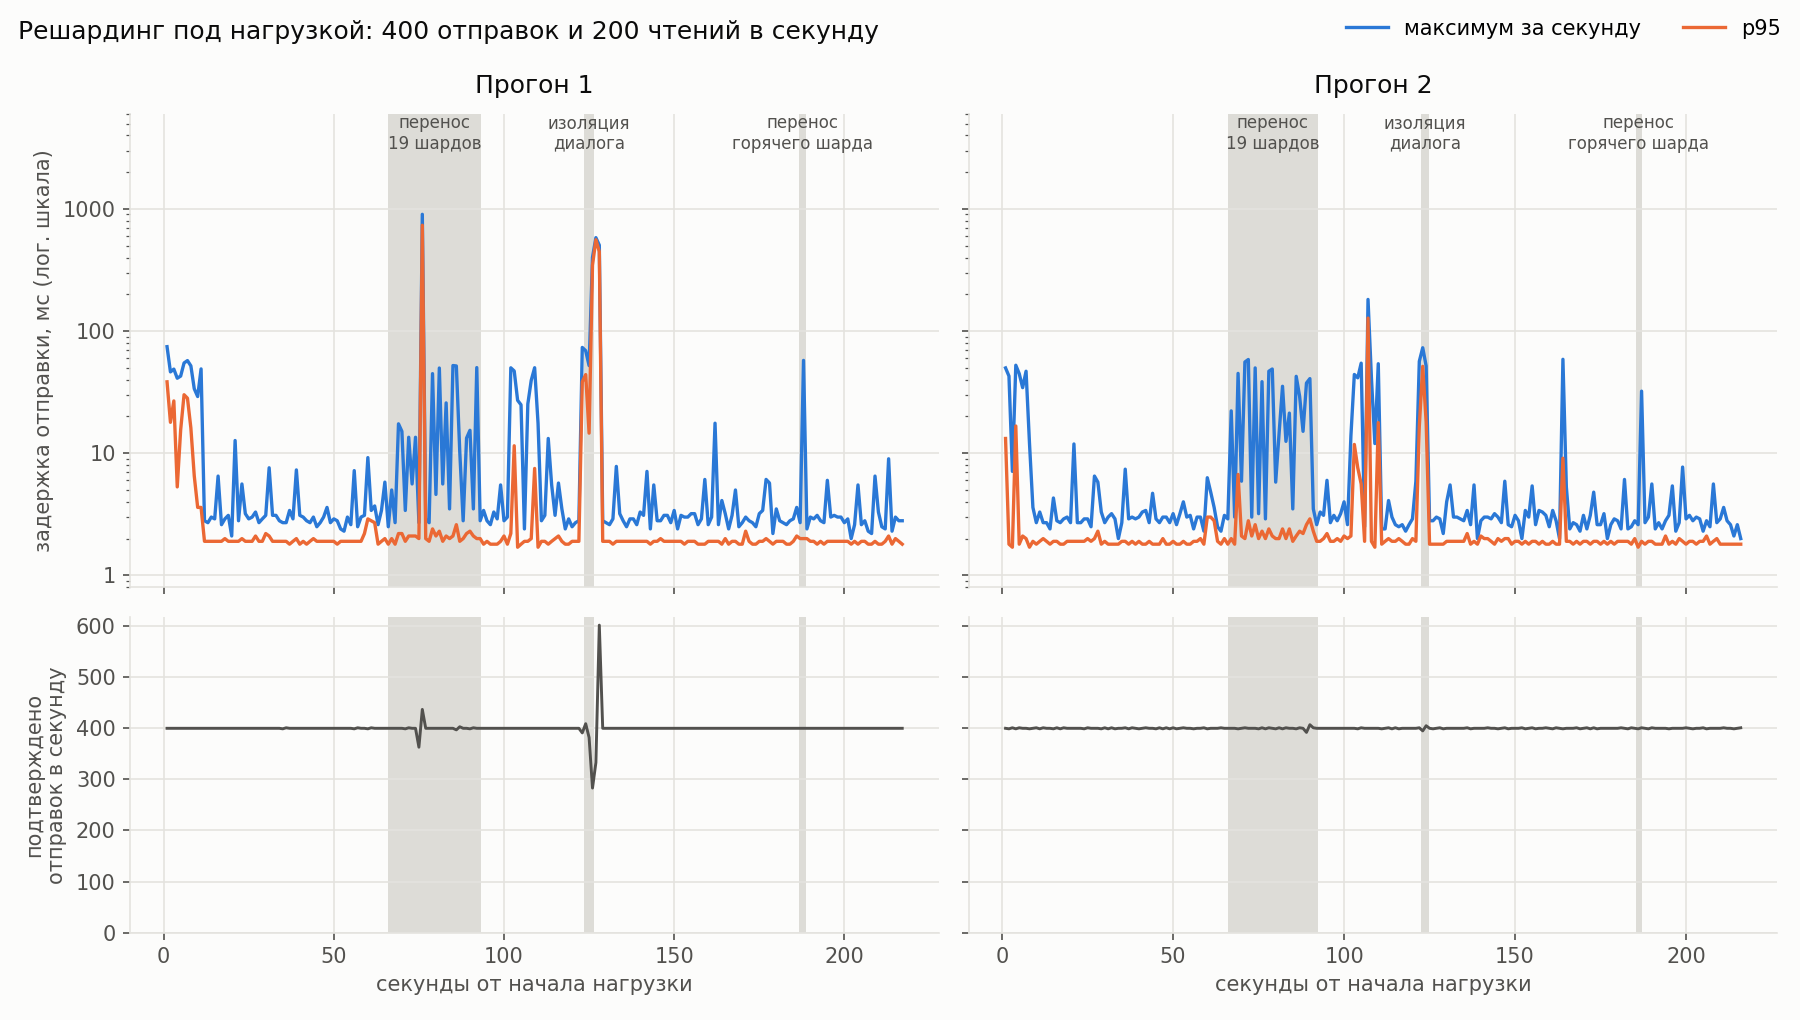 Решардинг под нагрузкой: 400 отправок и 200 чтений в секунду
максимум за секунду
p95
Прогон 1
Прогон 2
задержка отправки, мс (лог. шкала)
1000
100
10
1
перенос
19 шардов
изоляция
диалога
перенос
горячего шарда
перенос
19 шардов
изоляция
диалога
перенос
горячего шарда
подтверждено
отправок в секунду
600
500
400
300
200
100
0
0 50 100 150 200
секунды от начала нагрузки
0 50 100 150 200
секунды от начала нагрузки